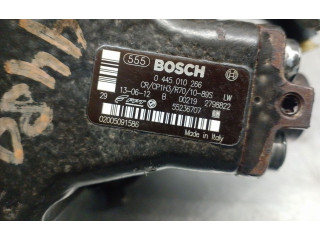 555 BOSCH
0 445 010 286
CR/CP1H3/R70/10-89S LW
29 13-06-12 B 00219 2798822
55236707
02005091586
Made in Italy